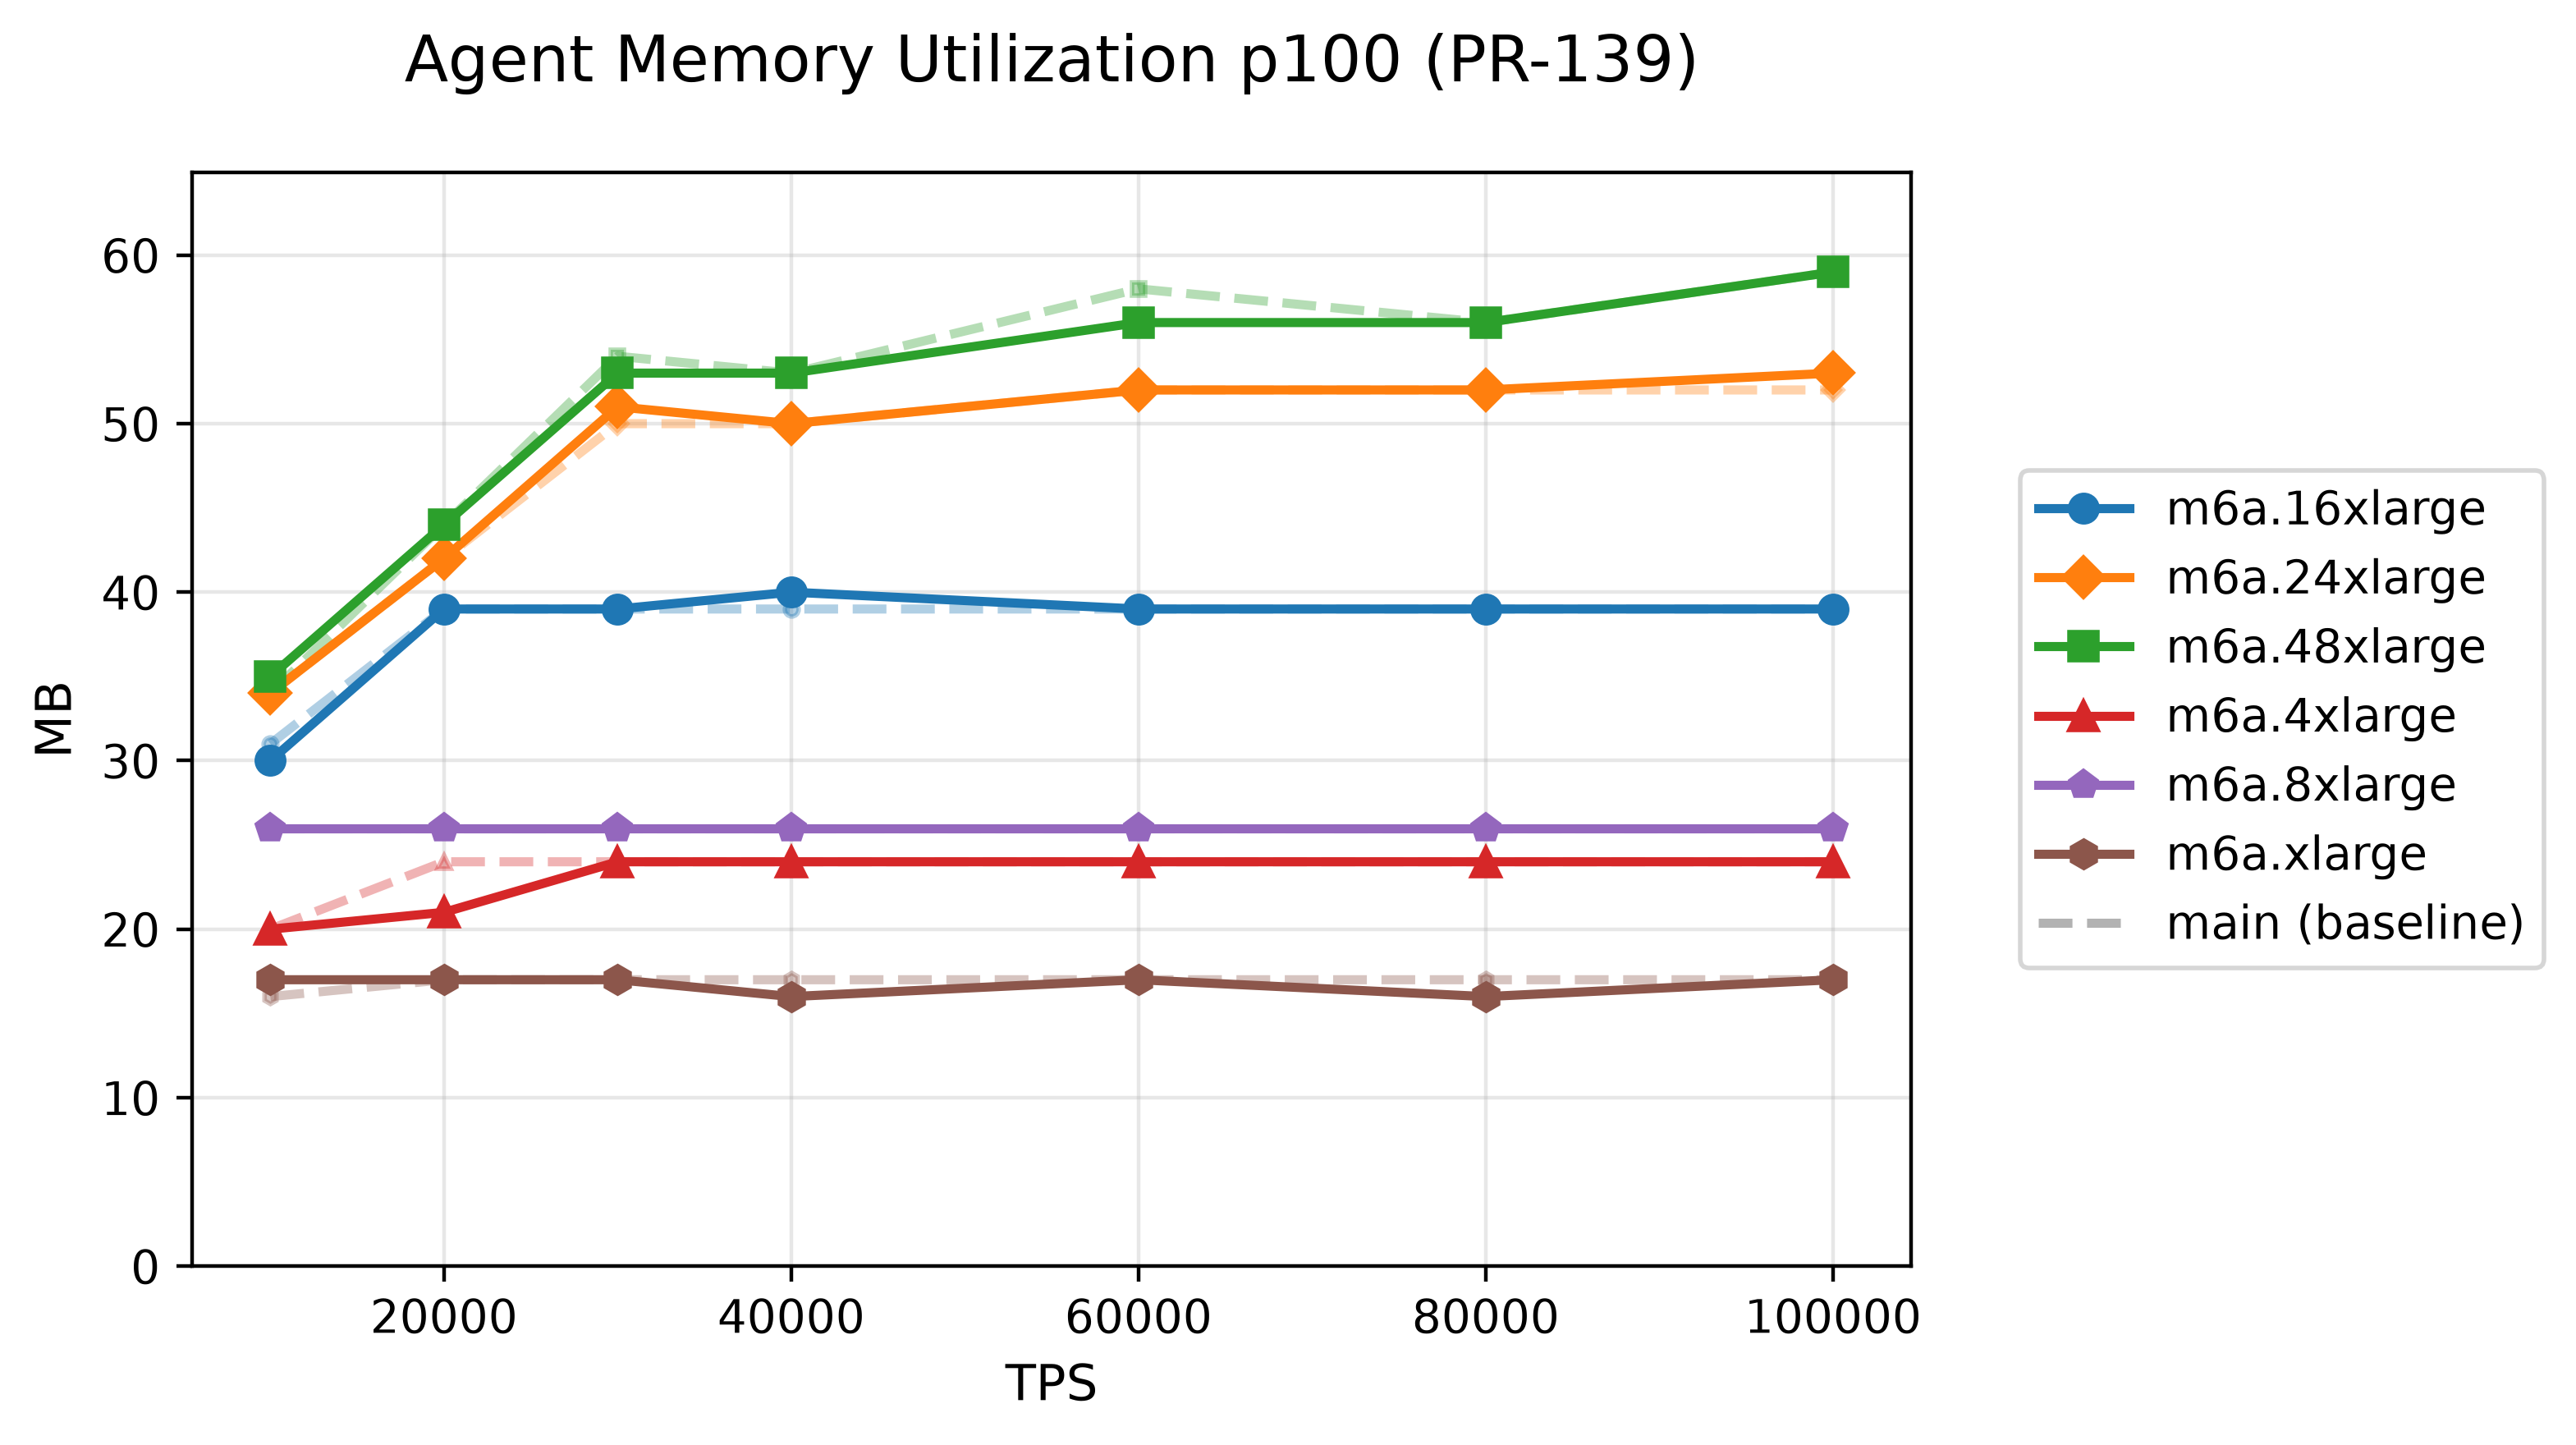 Agent Memory Utilization p100 (PR-139)
60
50
40
30
20
10
0
MB
20000 40000 60000 80000 100000
TPS
m6a.16xlarge
m6a.24xlarge
m6a.48xlarge
m6a.4xlarge
m6a.8xlarge
m6a.xlarge
main (baseline)